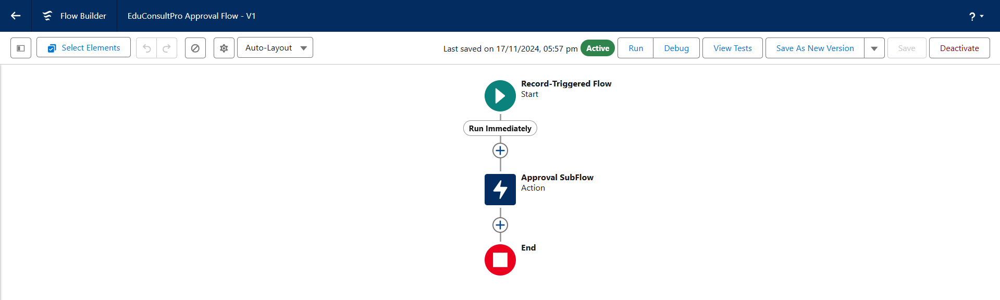 Flow Builder
EduConsultPro Approval Flow - V1
?
Select Elements
Auto-Layout
Last saved on 17/11/2024, 05:57 pm
Active
Run
Debug
View Tests
Save As New Version
Save
Deactivate
Record-Triggered Flow
Start
Run Immediately
Approval SubFlow
Action
End